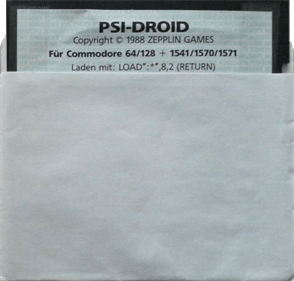 PSI-DROID
Copyright © 1988 ZEPPLIN GAMES
Für Commodore 64/128 + 1541/1570/1571
Laden mit: LOAD":*",8,2 (RETURN)